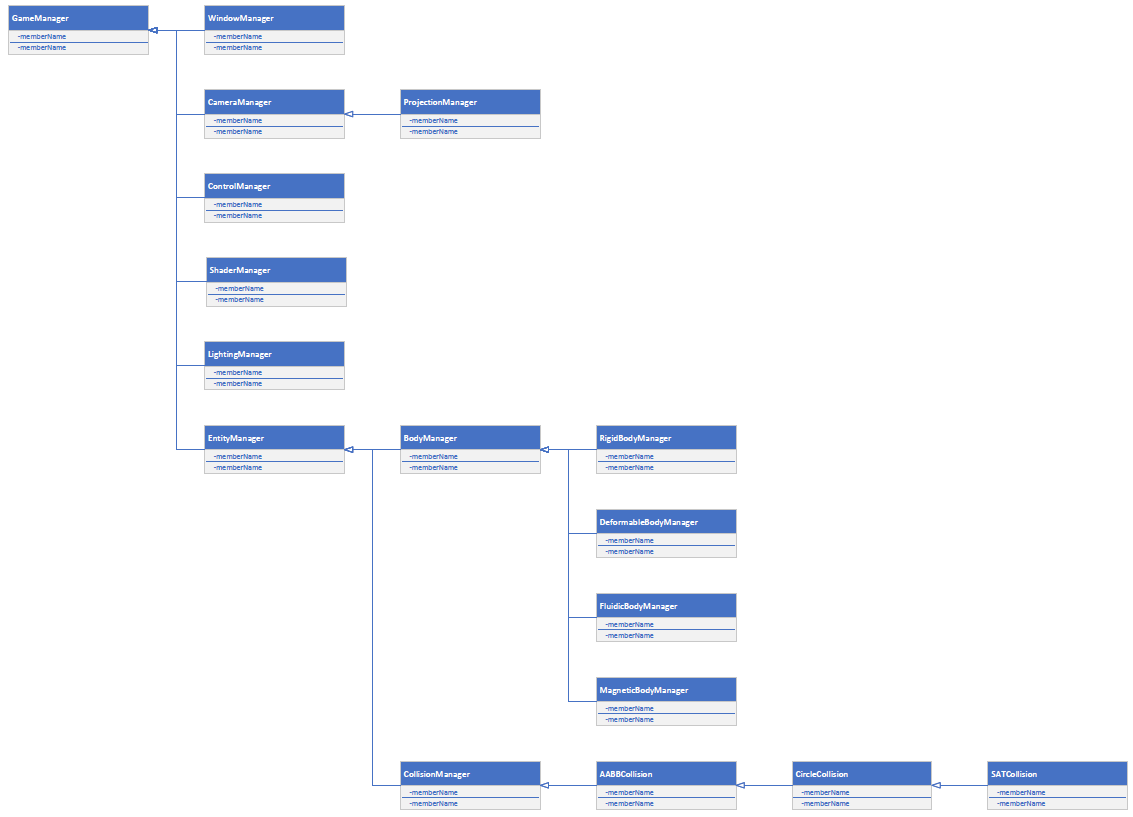 GameManager
-memberName
-memberName
WindowManager
-memberName
-memberName
CameraManager
-memberName
-memberName
ProjectionManager
-memberName
-memberName
ControlManager
-memberName
-memberName
ShaderManager
-memberName
-memberName
LightingManager
-memberName
-memberName
EntityManager
-memberName
-memberName
BodyManager
-memberName
-memberName
RigidBodyManager
-memberName
-memberName
DeformableBodyManager
-memberName
-memberName
FluidicBodyManager
-memberName
-memberName
MagneticBodyManager
-memberName
-memberName
CollisionManager
-memberName
-memberName
AABBCollision
-memberName
-memberName
CircleCollision
-memberName
-memberName
SATCollision
-memberName
-memberName